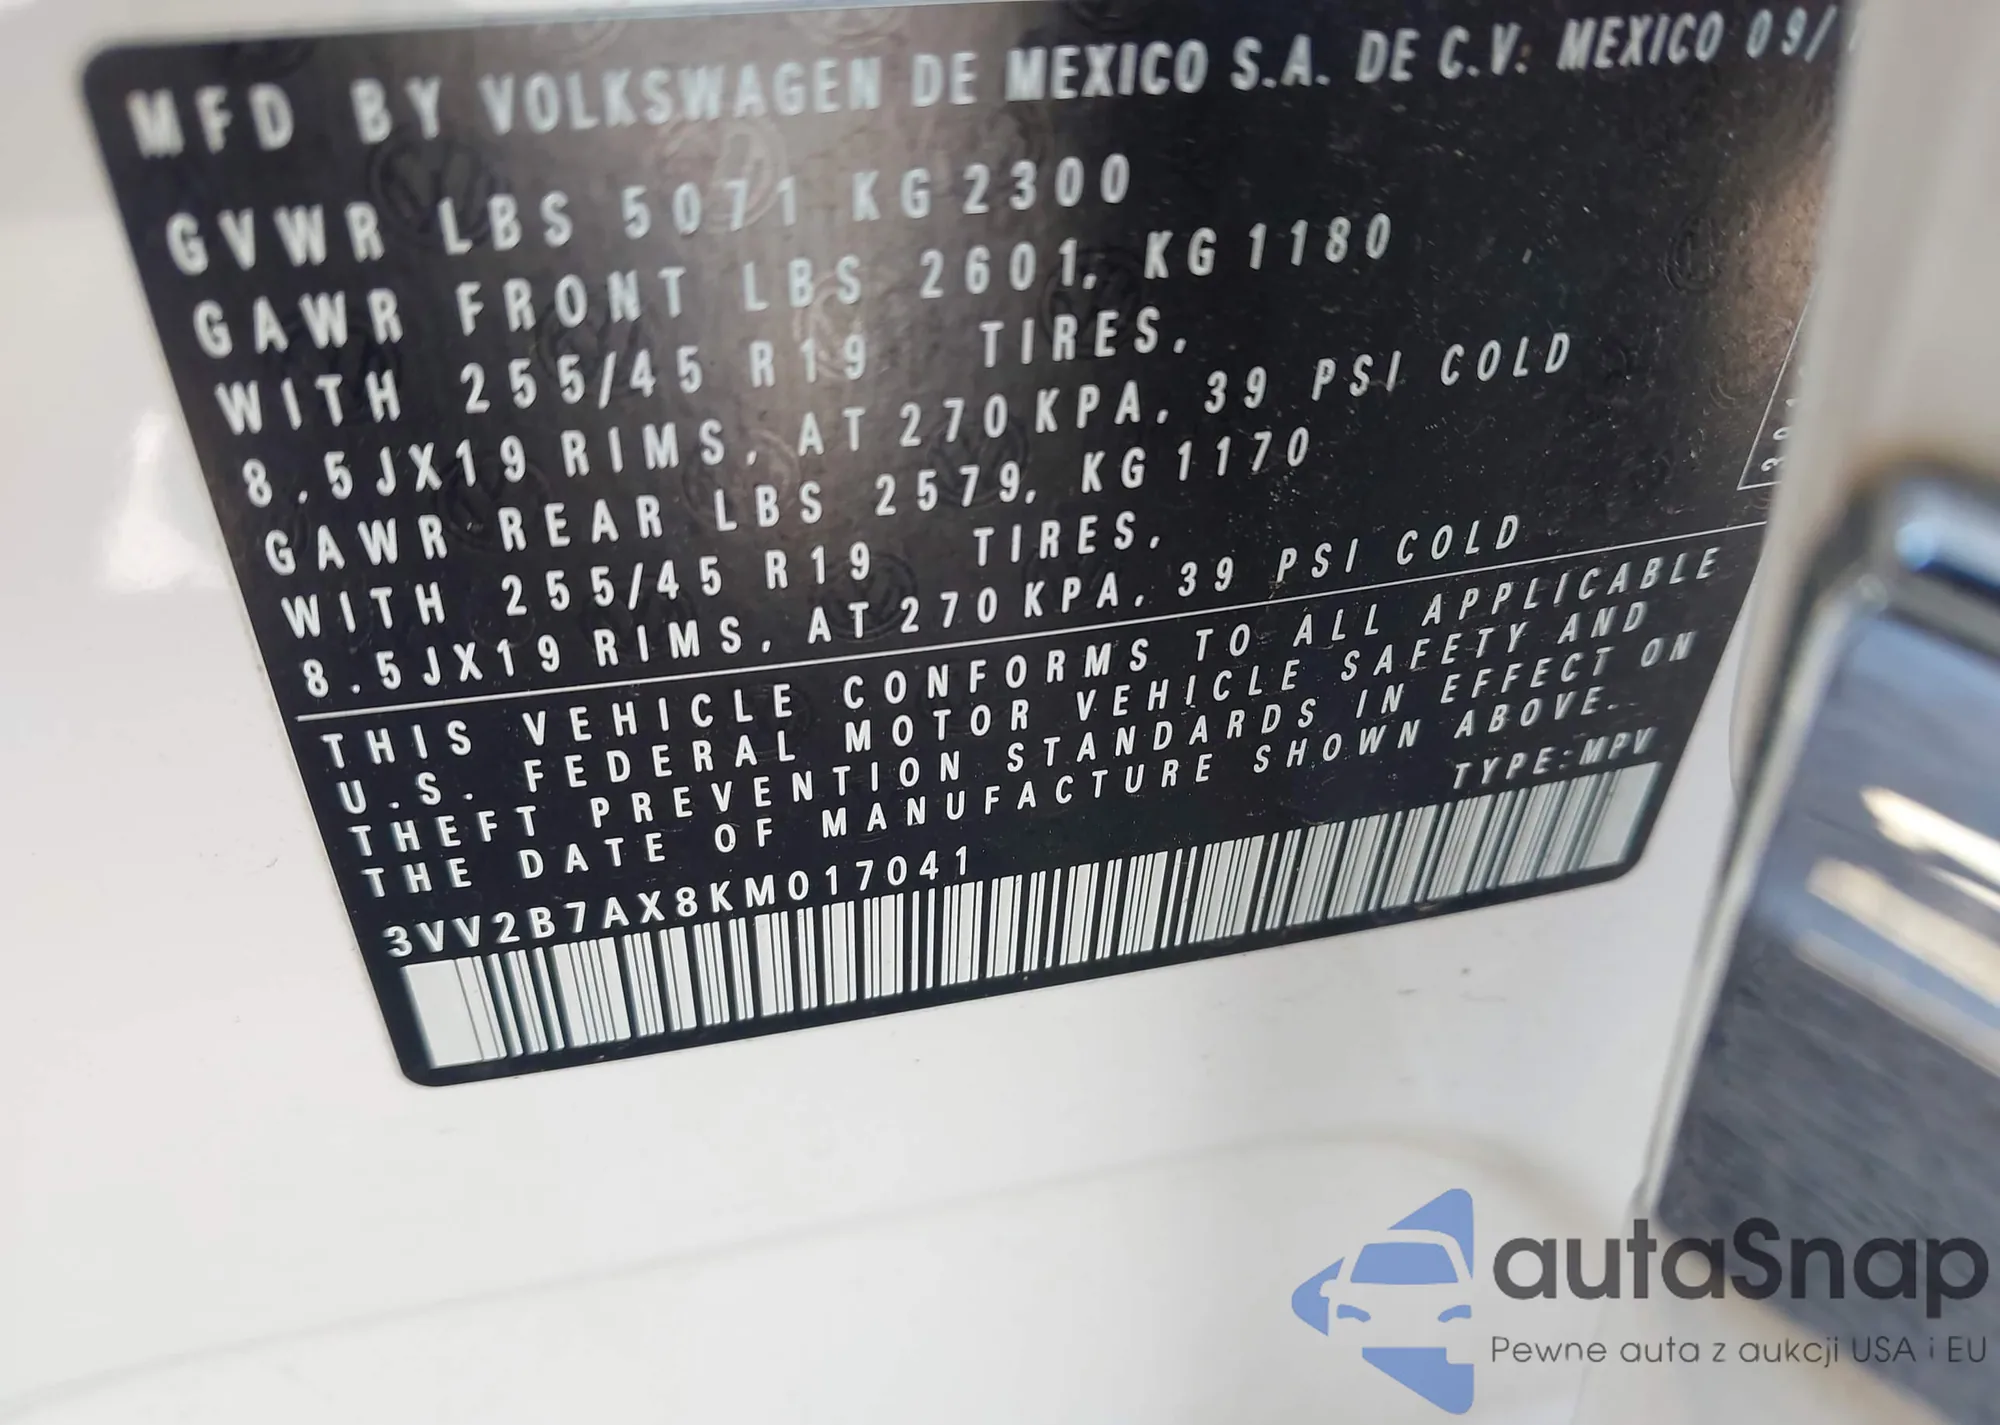 MFD BY VOLKSWAGEN DE MEXICO S.A. DE C.V. MEXICO 09/
GVWR LBS 5071 KG 2300
GAWR FRONT LBS 2601, KG 1180
WITH 255/45 R19 TIRES,
8.5JX19 RIMS, AT 270 KPA, 39 PSI COLD
GAWR REAR LBS 2579, KG 1170
WITH 255/45 R19 TIRES,
8.5JX19 RIMS, AT 270 KPA, 39 PSI COLD
THIS VEHICLE CONFORMS TO ALL APPLICABLE
U.S. FEDERAL MOTOR VEHICLE SAFETY AND
THEFT PREVENTION STANDARDS IN EFFECT ON
THE DATE OF MANUFACTURE SHOWN ABOVE.
TYPE:MPV
3VV2B7AX8KM017041
autaSnap
Pewne auta z aukcji USA i EU